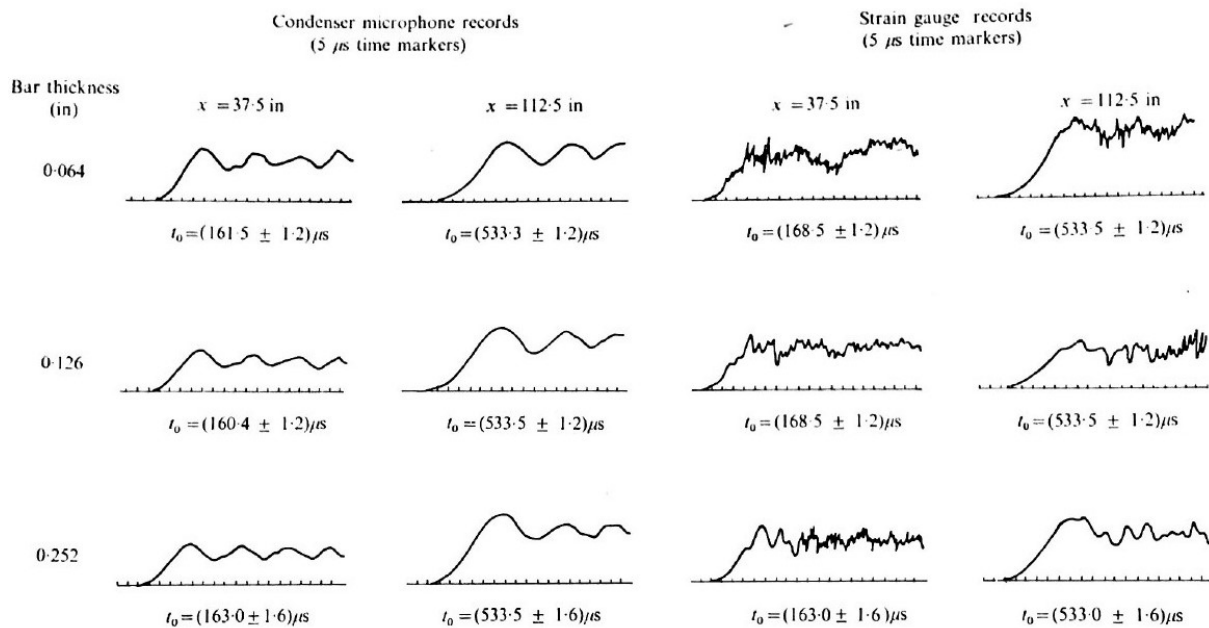 Condenser microphone records
(5 μs time markers)
Strain gauge records
(5 μs time markers)
Bar thickness
(in)
x = 37·5 in
x = 112·5 in
x = 37·5 in
x = 112·5 in
0·064
t₀ = (161·5 ± 1·2)μs
t₀ = (533·3 ± 1·2)μs
t₀ = (168·5 ± 1·2) μs
t₀ = (533·5 ± 1·2)μs
0·126
t₀ = (160·4 ± 1·2)μs
t₀ = (533·5 ± 1·2)μs
t₀ = (168·5 ± 1·2)μs
t₀ = (533·5 ± 1·2)μs
0·252
t₀ = (163·0 ± 1·6)μs
t₀ = (533·5 ± 1·6)μs
t₀ = (163·0 ± 1·6)μs
t₀ = (533·0 ± 1·6)μs